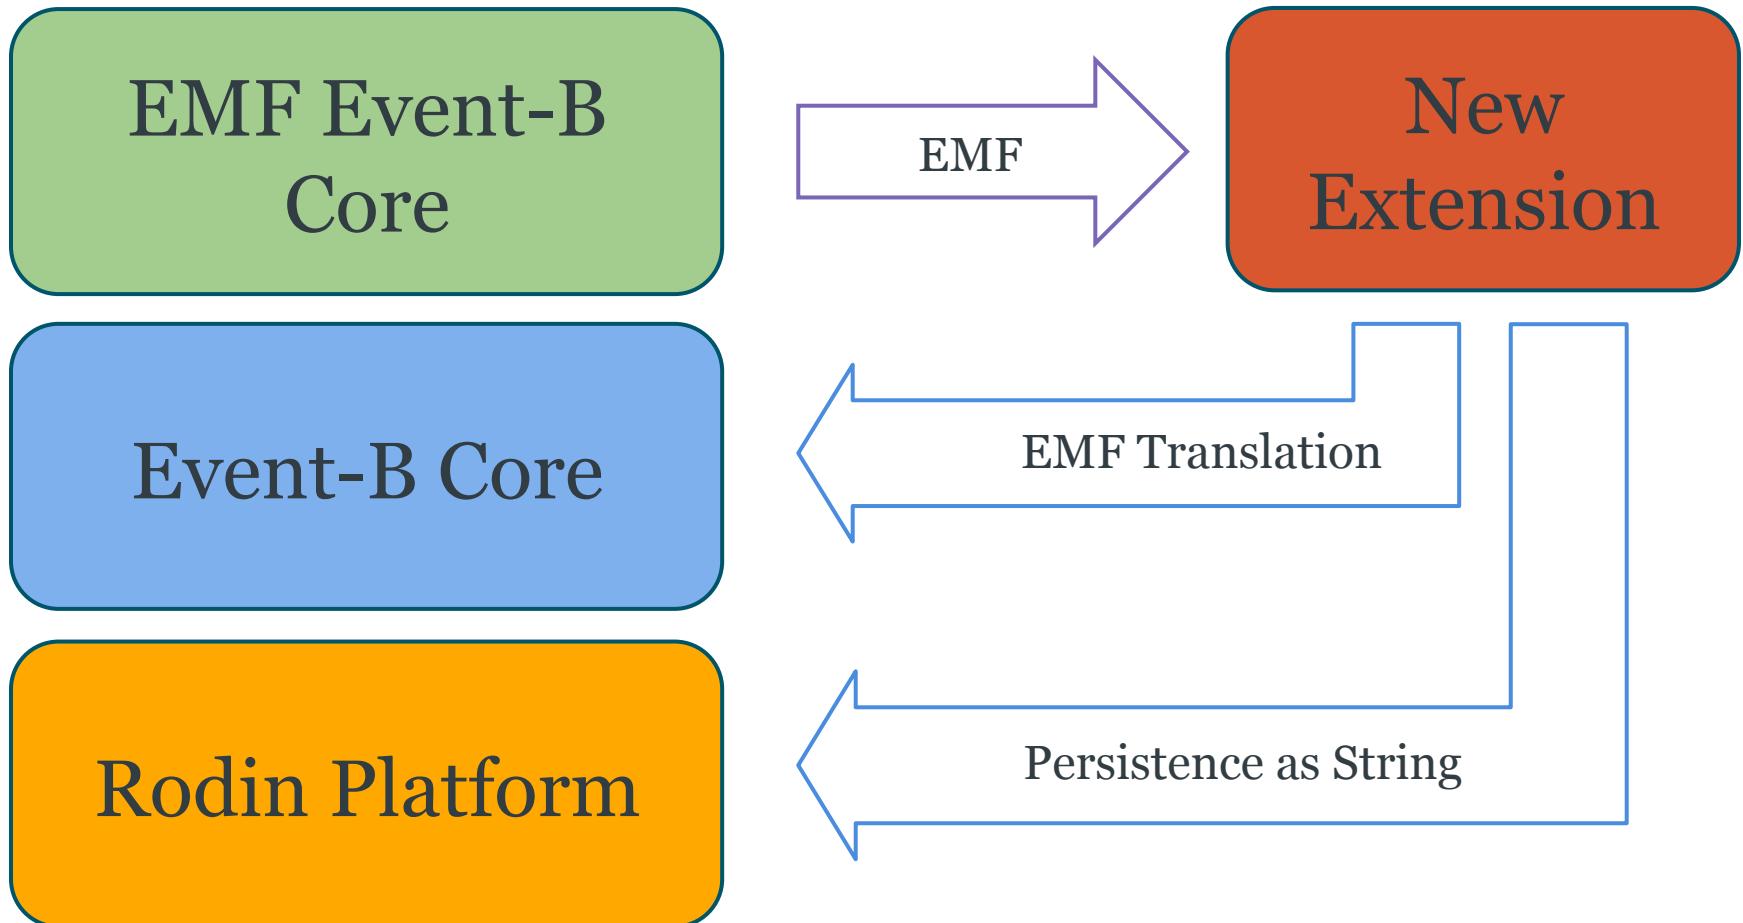 EMF Event-B
Core
EMF
New
Extension
Event-B Core
EMF Translation
Rodin Platform
Persistence as String